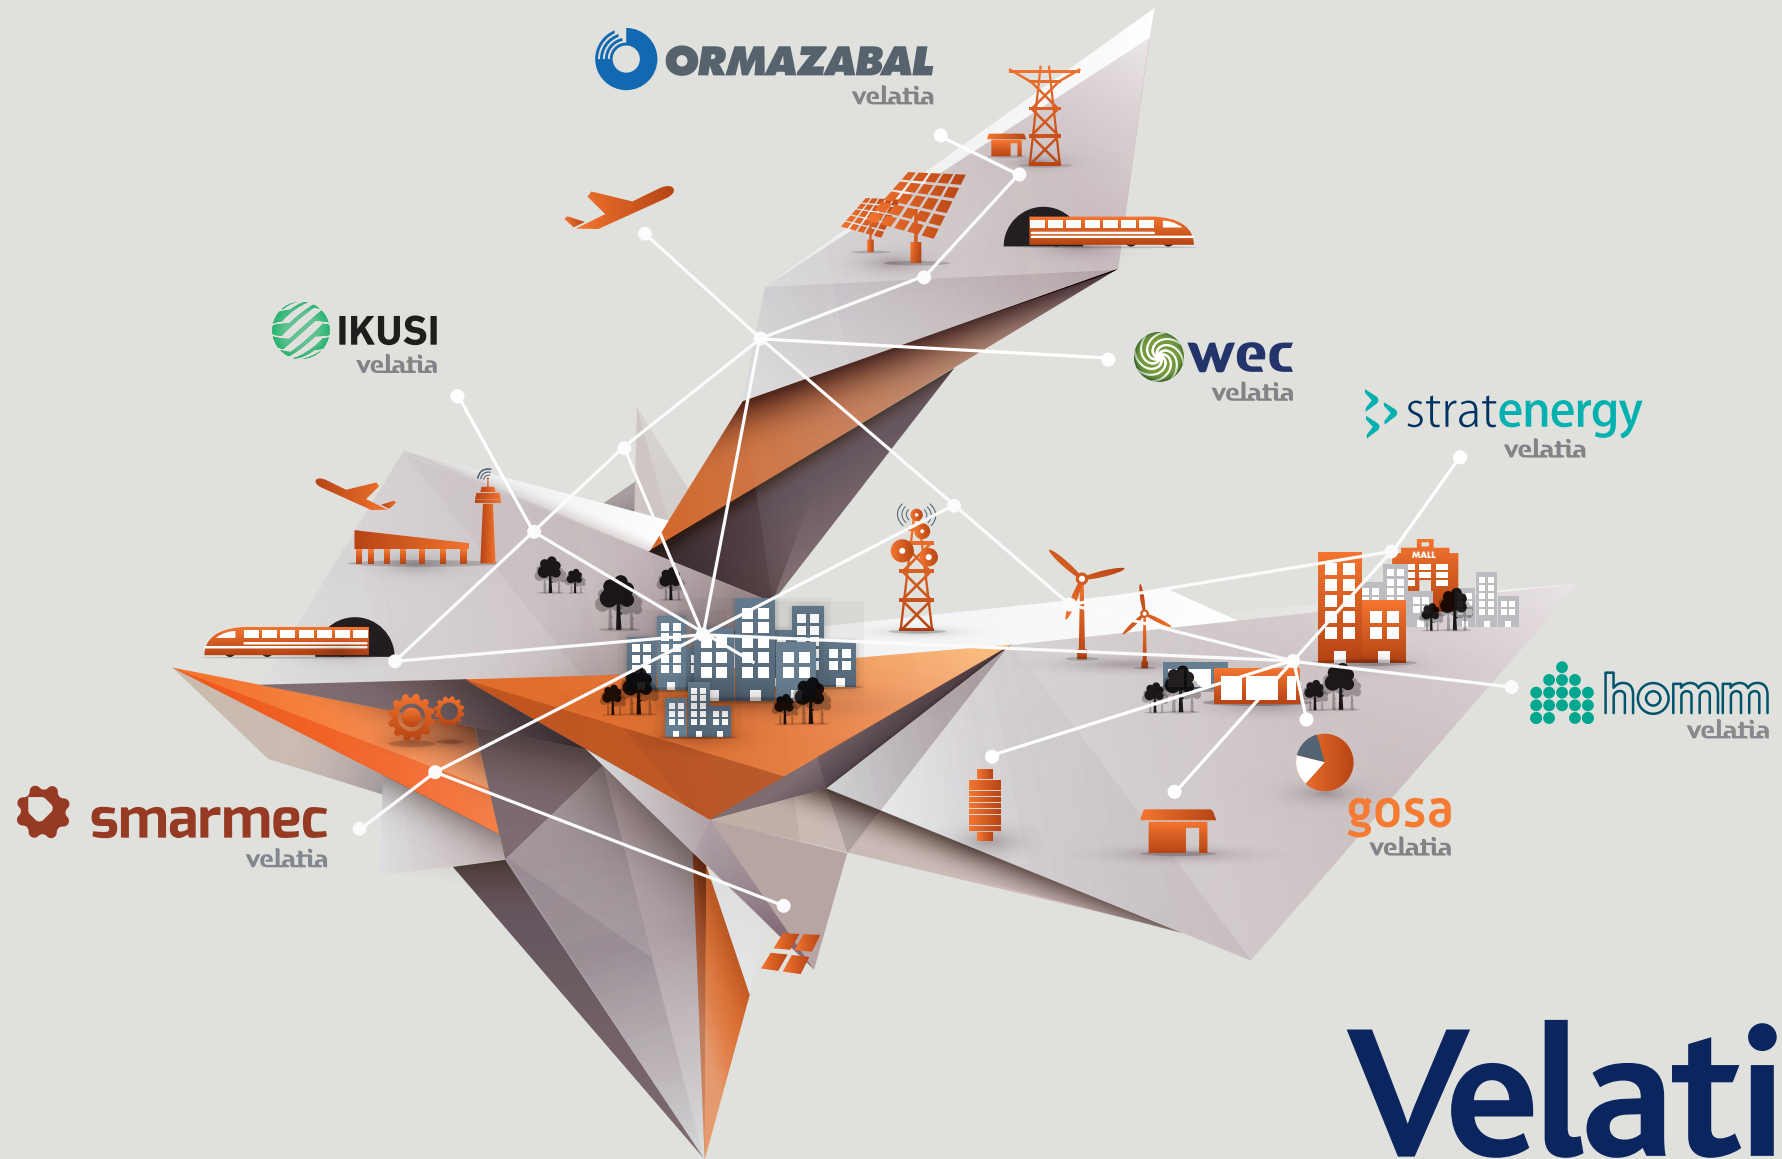 ORMAZABAL
velatia
IKUSI
velatia
wec
velatia
stratenergy
velatia
MALL
homm
velatia
smarmec
velatia
gosa
velatia
Velati